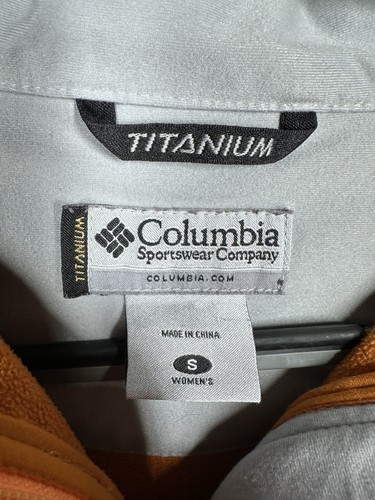 TITANIUM
TITANIUM
Columbia
Sportswear Company
COLUMBIA.COM
MADE IN CHINA
S
WOMEN'S